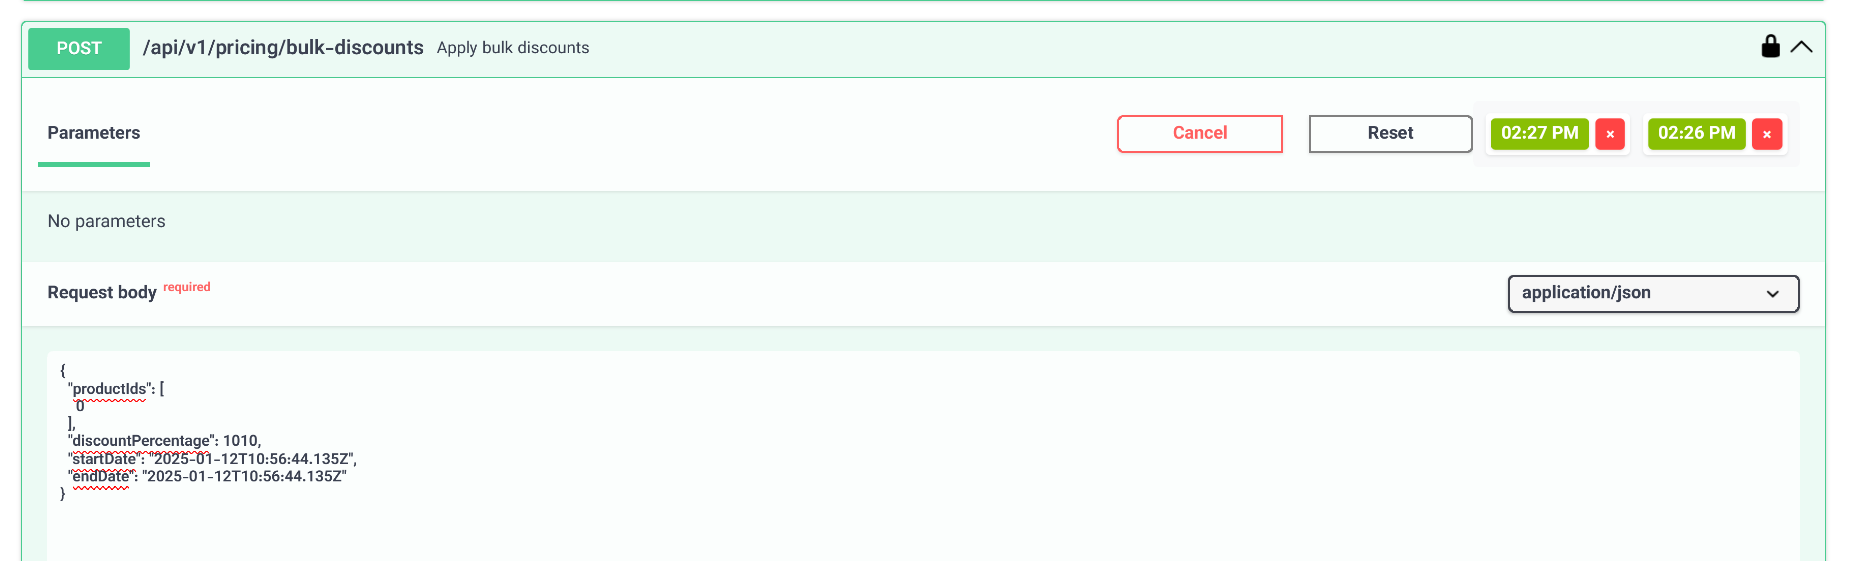 POST /api/v1/pricing/bulk-discounts Apply bulk discounts
Parameters Cancel Reset 02:27 PM × 02:26 PM ×
No parameters
Request body required application/json
{
"productIds": [
0
],
"discountPercentage": 1010,
"startDate": "2025-01-12T10:56:44.135Z",
"endDate": "2025-01-12T10:56:44.135Z"
}